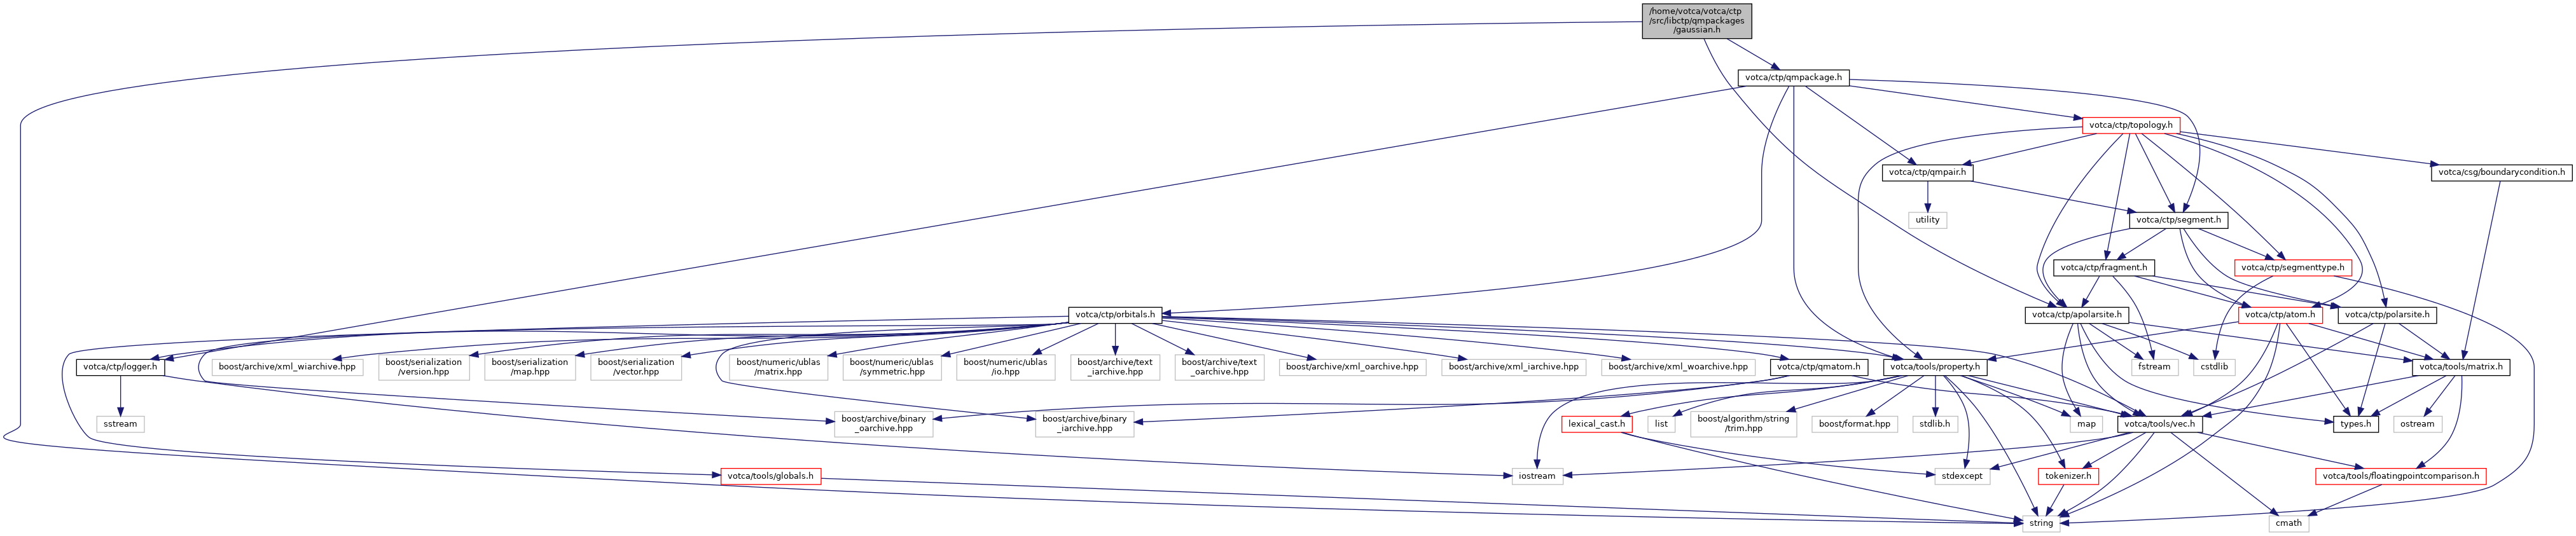 /home/votca/votca/ctp
/src/libctp/qmpackages
/gaussian.h
votca/ctp/qmpackage.h
votca/ctp/topology.h
votca/ctp/qmpair.h
votca/csg/boundarycondition.h
utility
votca/ctp/segment.h
votca/ctp/fragment.h
votca/ctp/segmenttype.h
votca/ctp/orbitals.h
votca/ctp/apolarsite.h
votca/ctp/atom.h
votca/ctp/polarsite.h
votca/ctp/logger.h
boost/archive/xml_wiarchive.hpp
boost/serialization
/version.hpp
boost/serialization
/map.hpp
boost/serialization
/vector.hpp
boost/numeric/ublas
/matrix.hpp
boost/numeric/ublas
/symmetric.hpp
boost/numeric/ublas
/io.hpp
boost/archive/text
_iarchive.hpp
boost/archive/text
_oarchive.hpp
boost/archive/xml_oarchive.hpp
boost/archive/xml_iarchive.hpp
boost/archive/xml_woarchive.hpp
votca/ctp/qmatom.h
votca/tools/property.h
fstream
cstdlib
votca/tools/matrix.h
sstream
boost/archive/binary
_oarchive.hpp
boost/archive/binary
_iarchive.hpp
lexical_cast.h
list
boost/algorithm/string
/trim.hpp
boost/format.hpp
stdlib.h
map
votca/tools/vec.h
types.h
ostream
votca/tools/globals.h
iostream
stdexcept
tokenizer.h
votca/tools/floatingpointcomparison.h
string
cmath